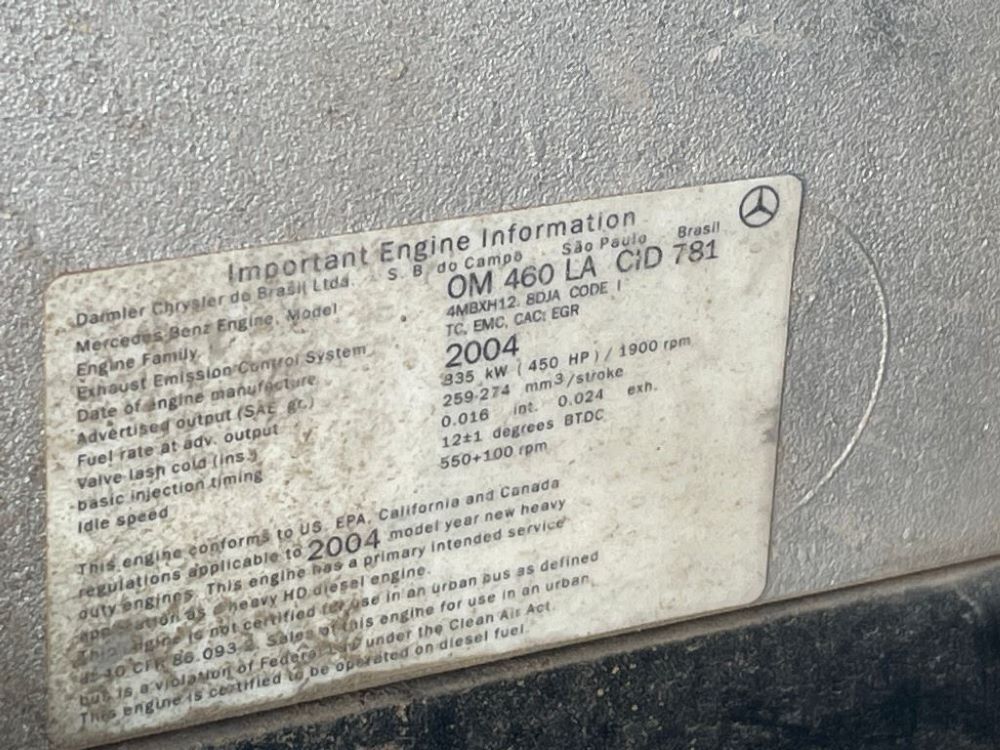 Important Engine Information
Daimler Chrysler do Brasil Ltda. S. B. do Campo São Paulo Brasil
Mercedes Benz Engine, Model OM 460 LA CID 781
Engine Family 4MBXH12. 8DJA CODE I
Exhaust Emission Control System TC, EMC, CAC, EGR
Date of engine manufacture 2004
Advertised output (SAE gr.) 335 kW ( 450 HP ) / 1900 rpm
Fuel rate at adv. output 259-274 mm3/stroke
Valve lash cold (ins.) 0.016 int. 0.024 exh.
basic injection timing 12±1 degrees BTDC
Idle speed 550+100 rpm
This engine conforms to US. EPA, California and Canada
regulations applicable to 2004 model year new heavy
duty engines. This engine has a primary intended service
application as a heavy HD diesel engine.
This engine is not certified for use in an urban bus as defined
at 40 CFR 86.093 2. Sales of this engine for use in an urban
bus is a violation of Federal under the Clean Air Act.
This engine is certified to be operated on diesel fuel.